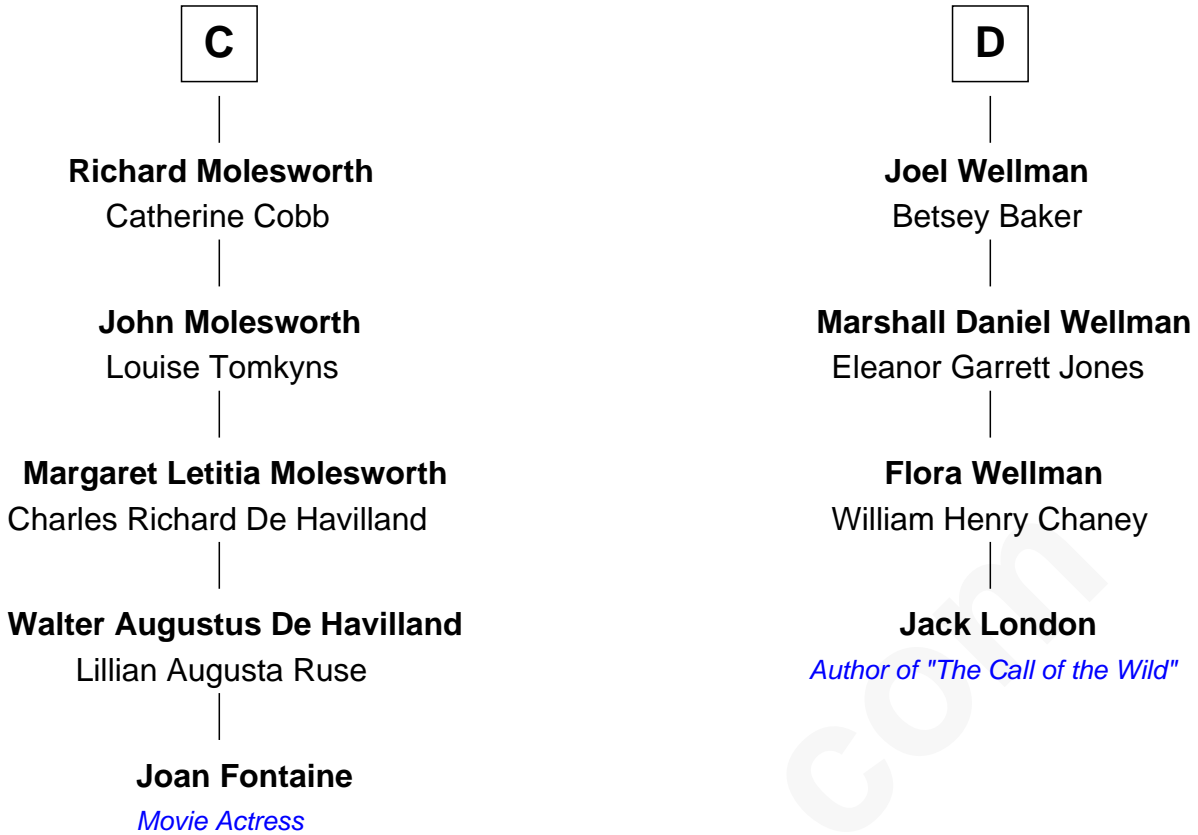 C
Richard Molesworth
Catherine Cobb
John Molesworth
Louise Tomkyns
Margaret Letitia Molesworth
Charles Richard De Havilland
Walter Augustus De Havilland
Lillian Augusta Ruse
Joan Fontaine
Movie Actress
D
Joel Wellman
Betsey Baker
Marshall Daniel Wellman
Eleanor Garrett Jones
Flora Wellman
William Henry Chaney
Jack London
Author of "The Call of the Wild"
com